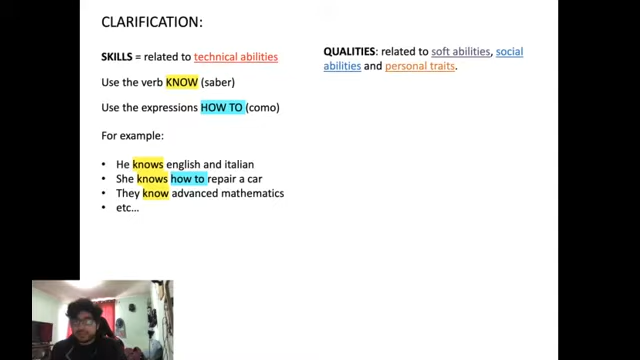 CLARIFICATION:
SKILLS = related to technical abilities
Use the verb KNOW (saber)
Use the expressions HOW TO (como)
For example:
• He knows english and italian
• She knows how to repair a car
• They know advanced mathematics
• etc...
QUALITIES: related to soft abilities, social
abilities and personal traits.